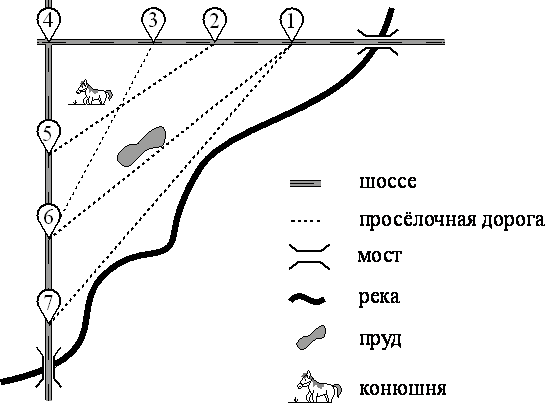 4 3 2 1
5
6
7
шоссе
просёлочная дорога
мост
река
пруд
конюшня